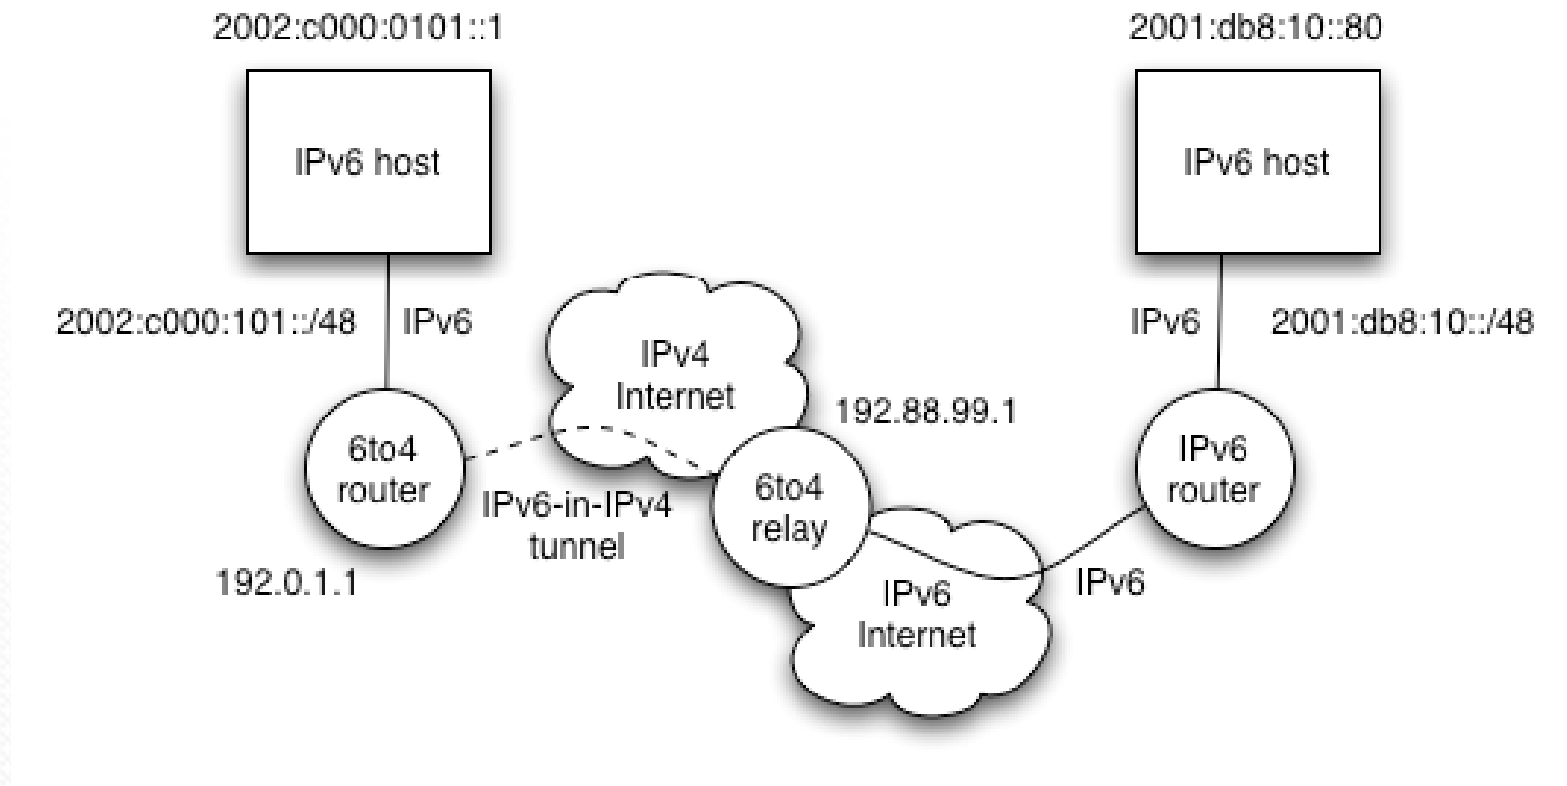 2002:c000:0101::1
2001:db8:10::80
IPv6 host
IPv6 host
2002:c000:101::/48
IPv6
IPv4
Internet
IPv6
2001:db8:10::/48
192.88.99.1
6to4
router
IPv6-in-IPv4
tunnel
6to4
relay
IPv6
router
192.0.1.1
IPv6
Internet
IPv6